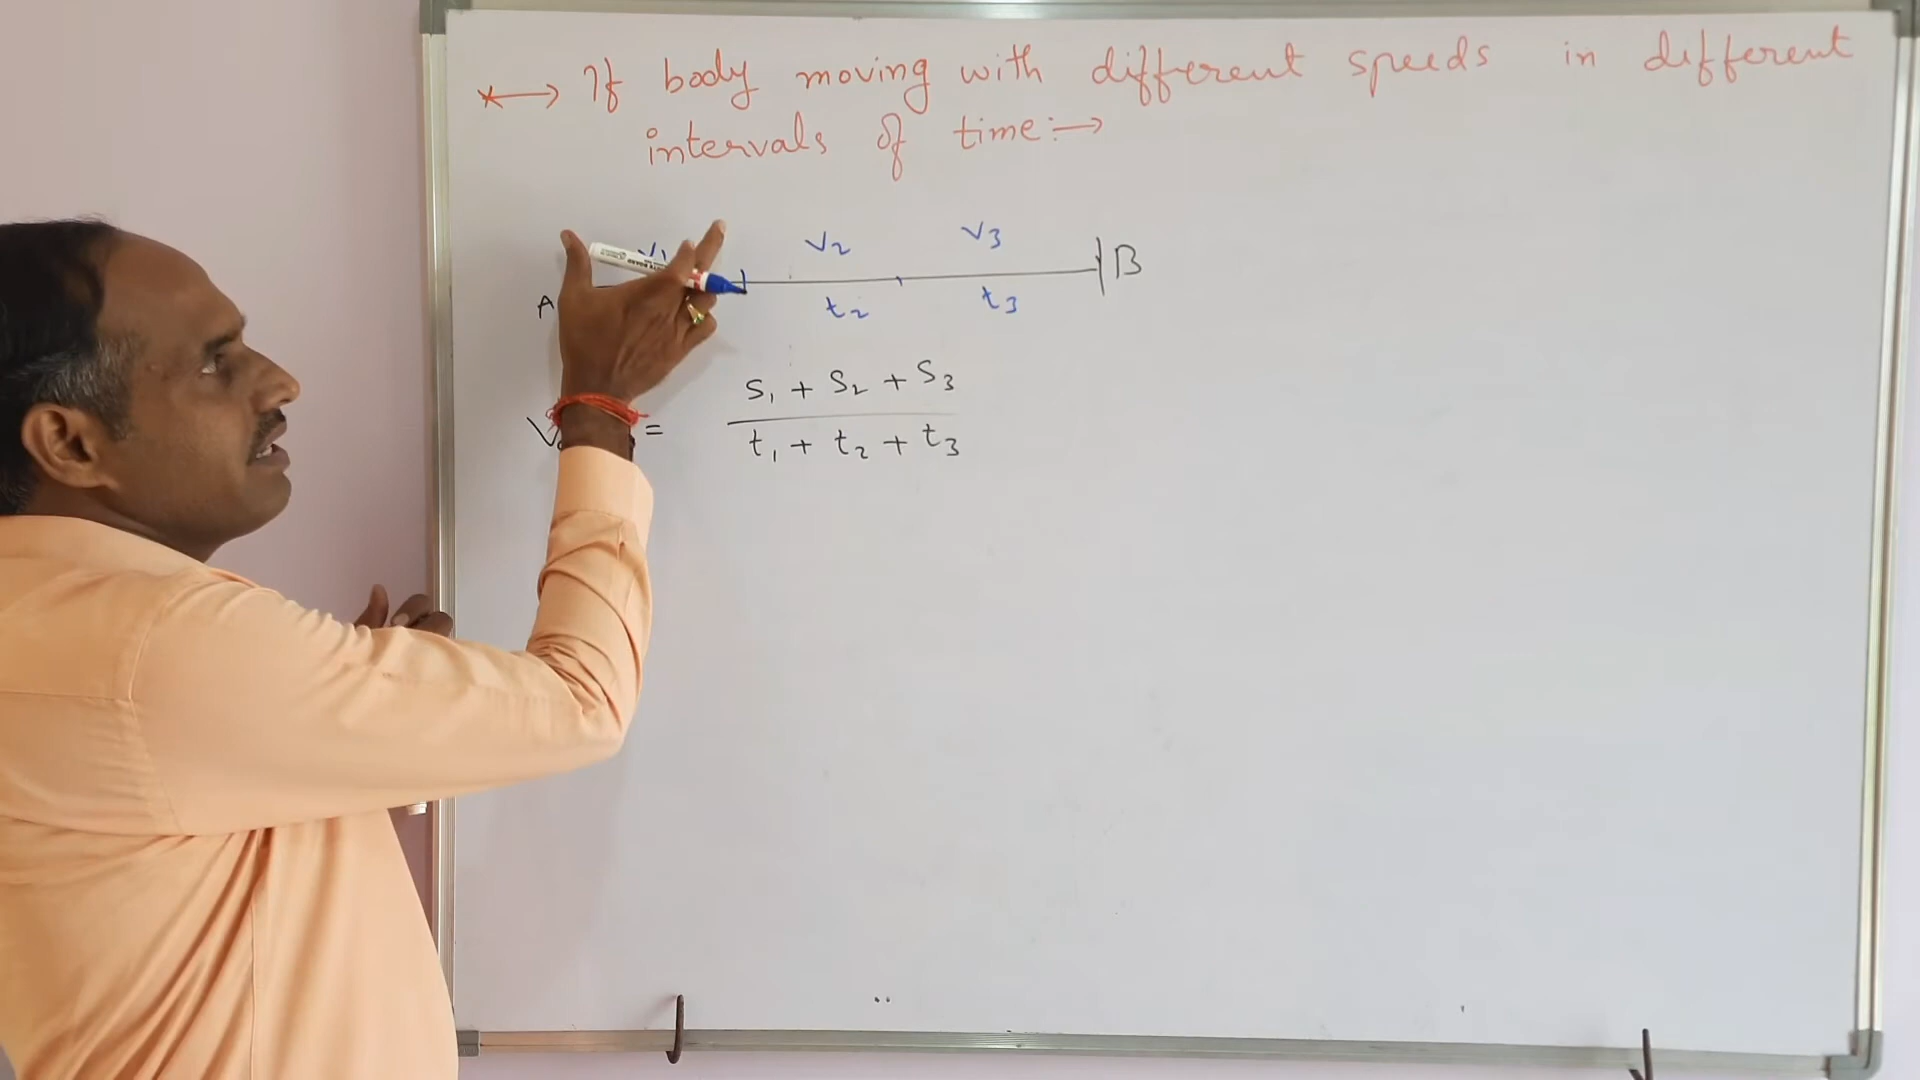 *→ If body moving with different speeds in different
intervals of time:→
V1 V2 V3
A B
t2 t3
S1 + S2 + S3
V =
t1 + t2 + t3